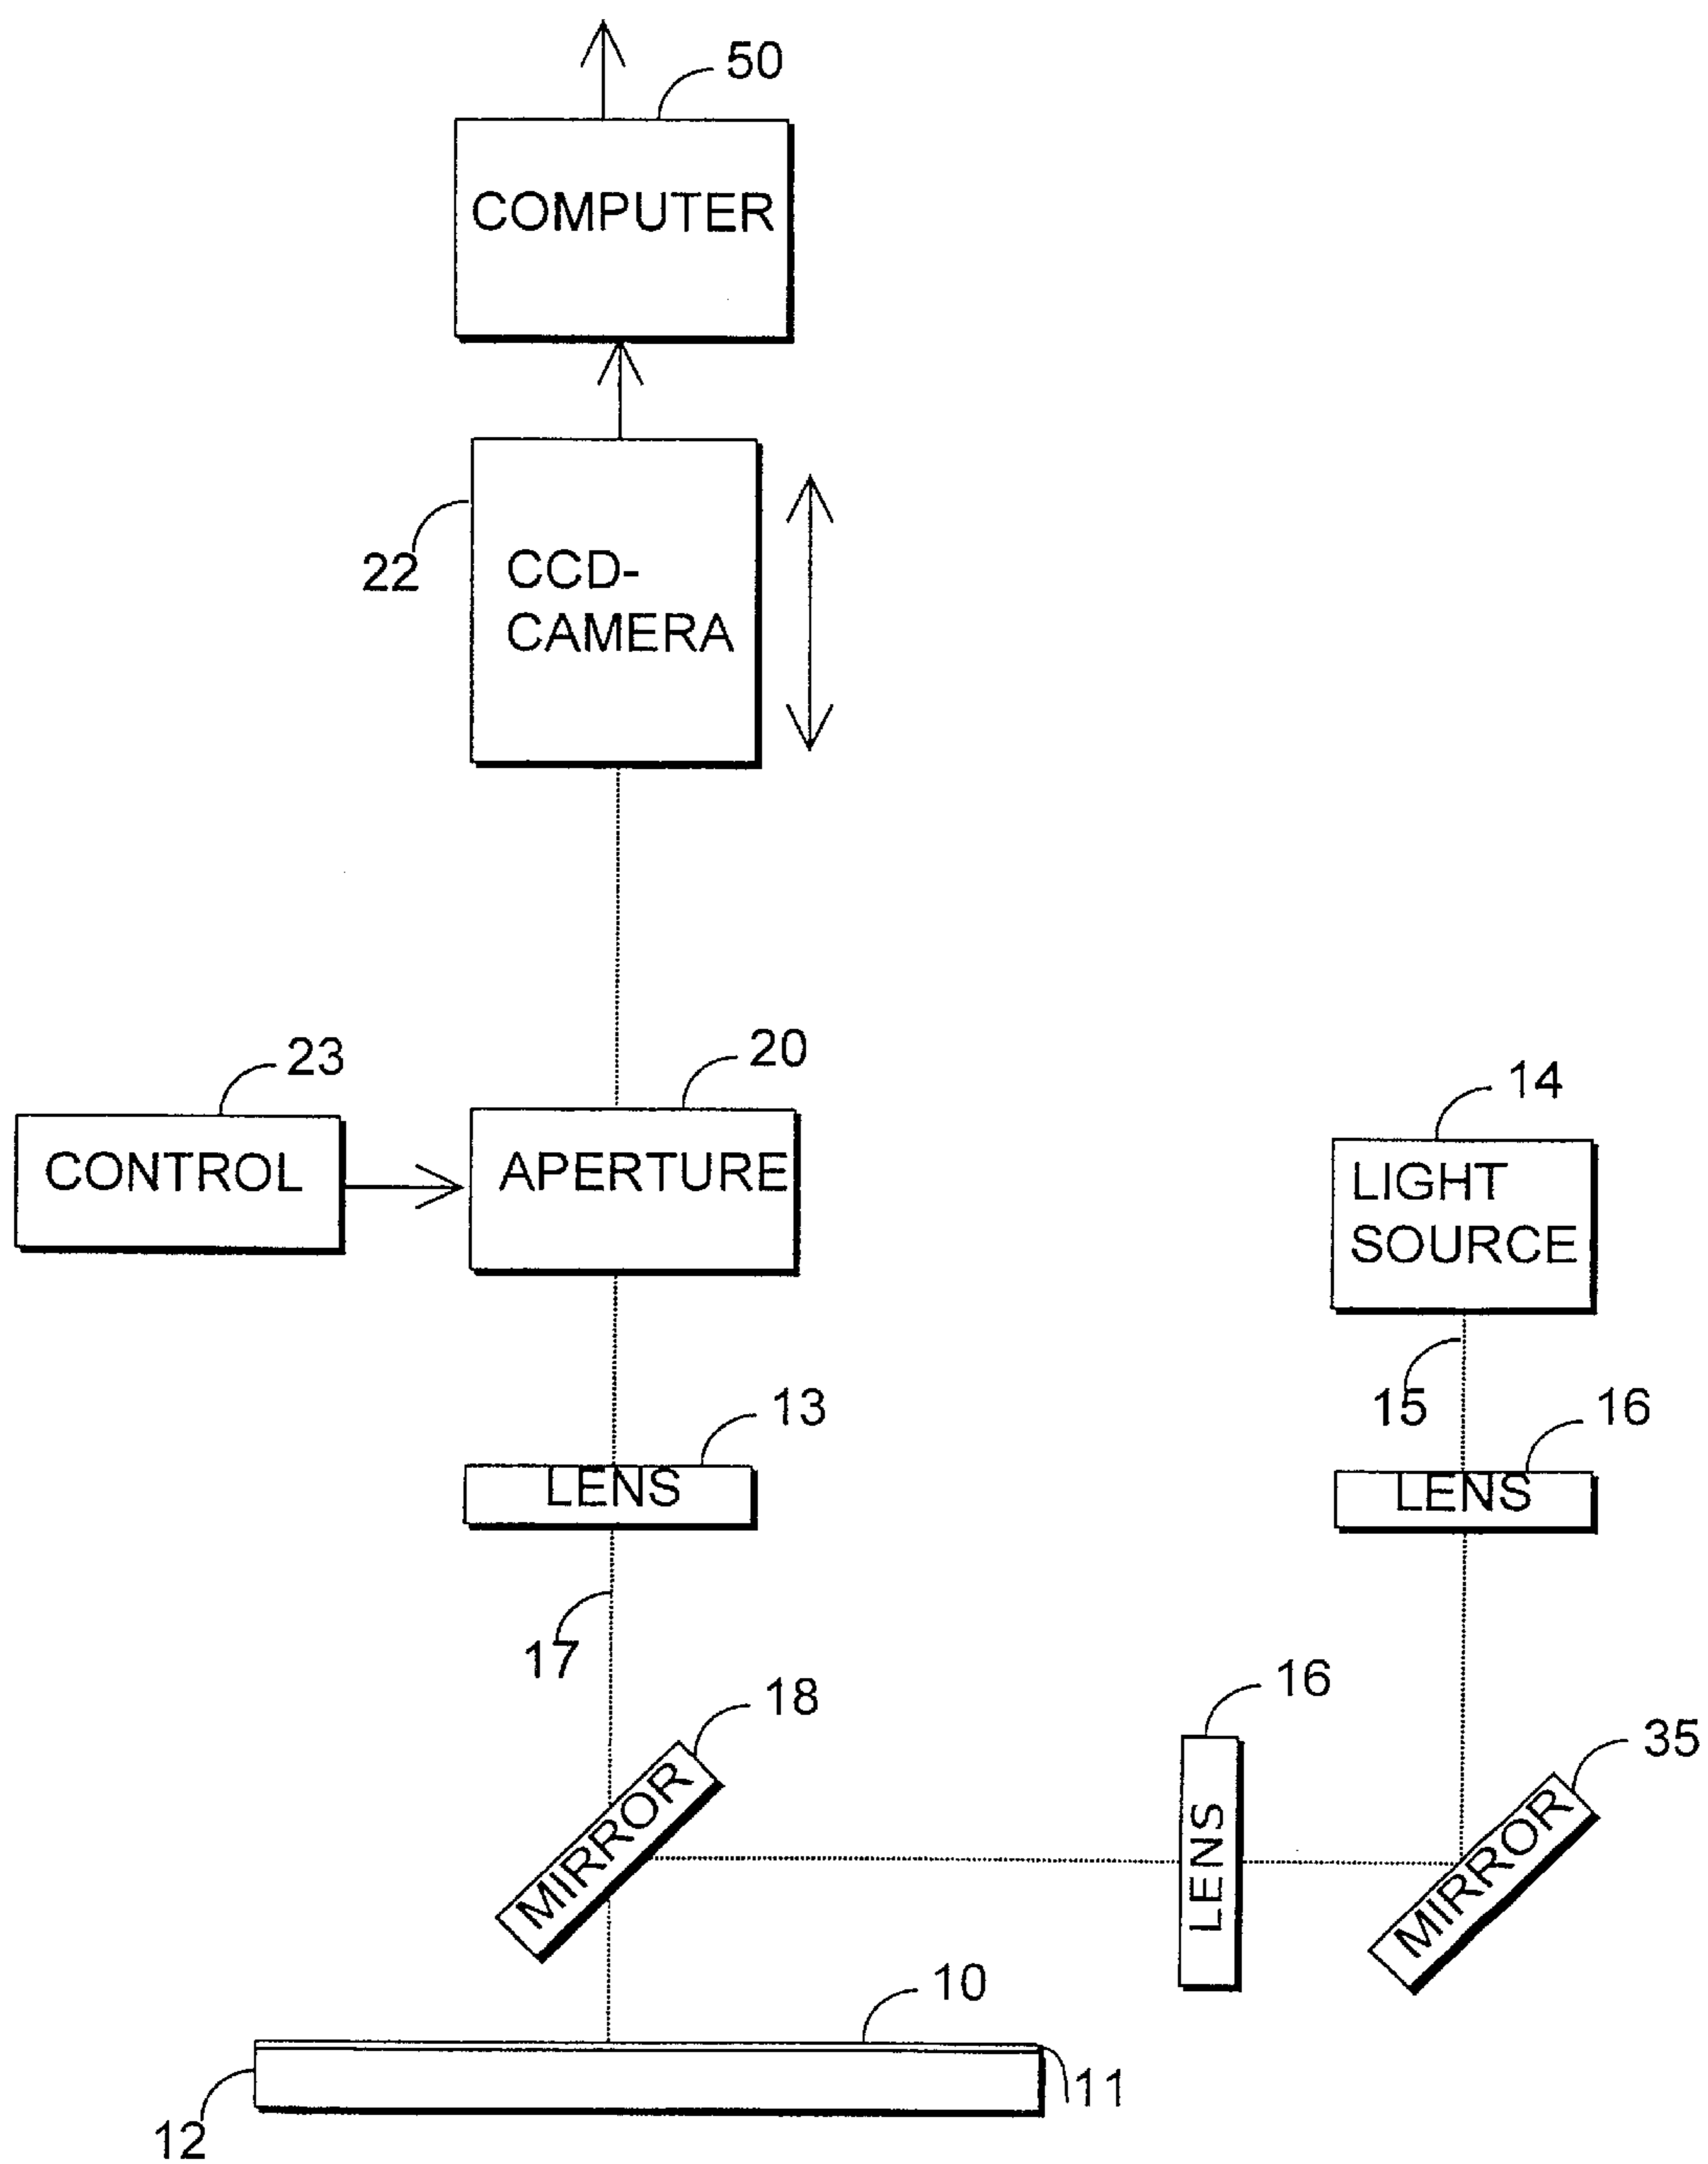 50
COMPUTER
22
CCD-
CAMERA
23
CONTROL
20
APERTURE
14
LIGHT
SOURCE
15
13
LENS
16
LENS
17
18
MIRROR
16
LENS
35
MIRROR
10
11
12